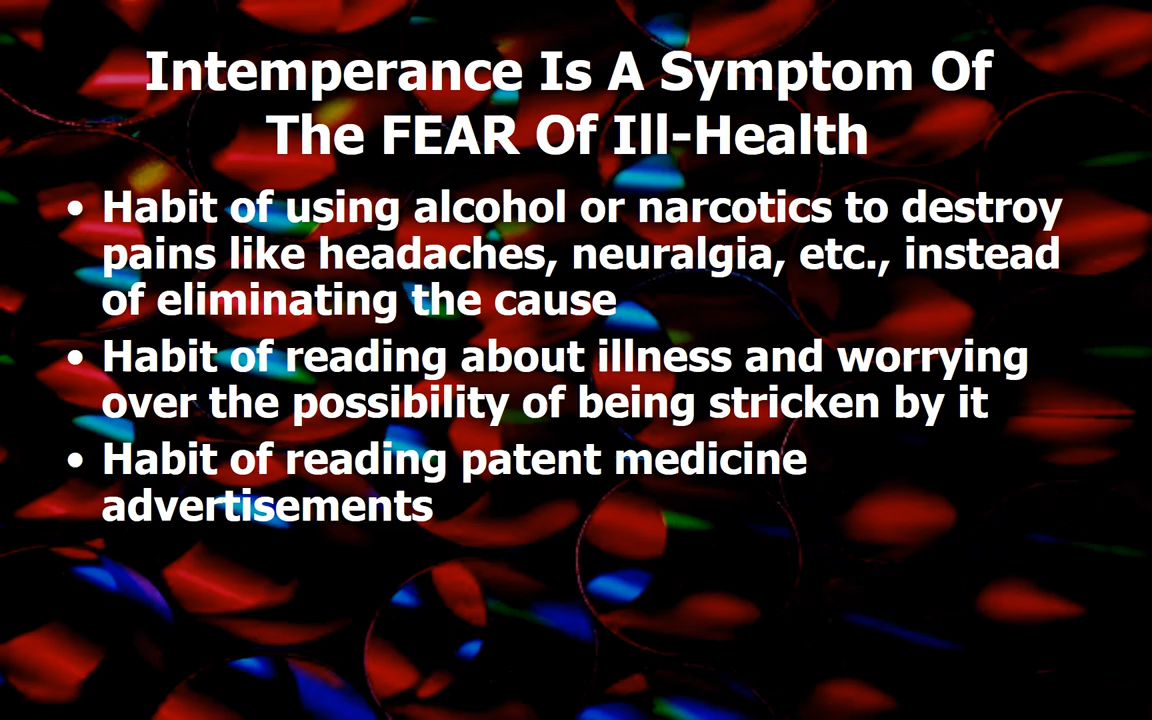 Intemperance Is A Symptom Of
The FEAR Of Ill-Health
• Habit of using alcohol or narcotics to destroy
pains like headaches, neuralgia, etc., instead
of eliminating the cause
• Habit of reading about illness and worrying
over the possibility of being stricken by it
• Habit of reading patent medicine
advertisements